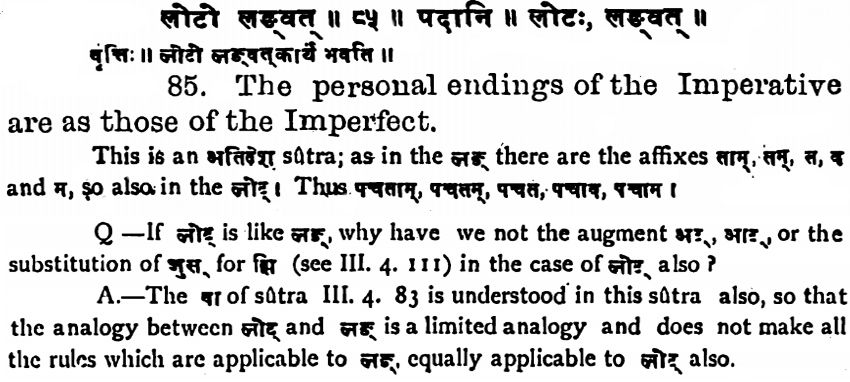 लोटो लङ्वत् ॥ ८५ ॥ पदानि ॥ लोटः, लङ्वत् ॥
वृत्तिः ॥ लोटो लङ्वत्कार्यं भवति ॥
85. The personal endings of the Imperative
are as those of the Imperfect.
This is an अतिदेश sûtra; as in the लङ् there are the affixes ताम्, तम्, त, व
and म, so also in the लोट् । Thus पचताम्, पचतम्, पचत, पचाव, पचाम ।
Q —If लोट् is like लङ्, why have we not the augment अट्, आट्, or the
substitution of जुस् for झि (see III. 4. 111) in the case of लोट् also ?
A.—The वा of sûtra III. 4. 83 is understood in this sûtra also, so that
the analogy between लोट् and लङ् is a limited analogy and does not make all
the rules which are applicable to लङ्, equally applicable to लोट् also.